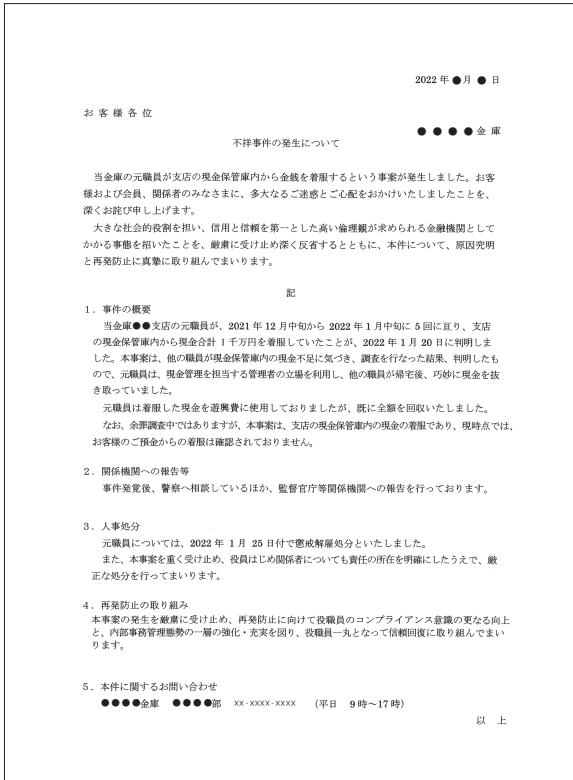 2022 年 ●月 ● 日
お 客 様 各 位
● ● ● ● 金 庫
不祥事件の発生について
当金庫の元職員が支店の現金保管庫内から金銭を着服するという事案が発生しました。お客
様および会員、関係者のみなさまに、多大なるご迷惑とご心配をおかけいたしましたことを、
深くお詫び申し上げます。
大きな社会的役割を担い、信用と信頼を第一とした高い倫理観が求められる金融機関として
かかる事態を招いたことを、厳粛に受け止め深く反省するとともに、本件について、原因究明
と再発防止に真摯に取り組んでまいります。
記
1．事件の概要
当金庫●●支店の元職員が、2021 年 12 月中旬から 2022 年 1 月中旬に 5 回に亘り、支店
の現金保管庫内から現金合計 1 千万円を着服していたことが、2022 年 1 月 20 日に判明しま
した。本事案は、他の職員が現金保管庫内の現金不足に気づき、調査を行なった結果、判明したも
ので、元職員は、現金管理を担当する管理者の立場を利用し、他の職員が帰宅後、巧妙に現金を抜
き取っていました。
元職員は着服した現金を遊興費に使用しておりましたが、既に全額を回収いたしました。
なお、余罪調査中ではありますが、本事案は、支店の現金保管庫内の現金の着服であり、現時点では、
お客様のご預金からの着服は確認されておりません。
2．関係機関への報告等
事件発覚後、警察へ相談しているほか、監督官庁等関係機関への報告を行っております。
3．人事処分
元職員については、2022 年 1 月 25 日付で懲戒解雇処分といたしました。
また、本事案を重く受け止め、役員はじめ関係者についても責任の所在を明確にしたうえで、厳
正な処分を行ってまいります。
4．再発防止の取り組み
本事案の発生を厳粛に受け止め、再発防止に向けて役職員のコンプライアンス意識の更なる向上
と、内部事務管理態勢の一層の強化・充実を図り、役職員一丸となって信頼回復に取り組んでまい
ります。
5．本件に関するお問い合わせ
●●●●金庫 ●●●●部 xx-xxxx-xxxx （平日 9 時～17 時）
以 上